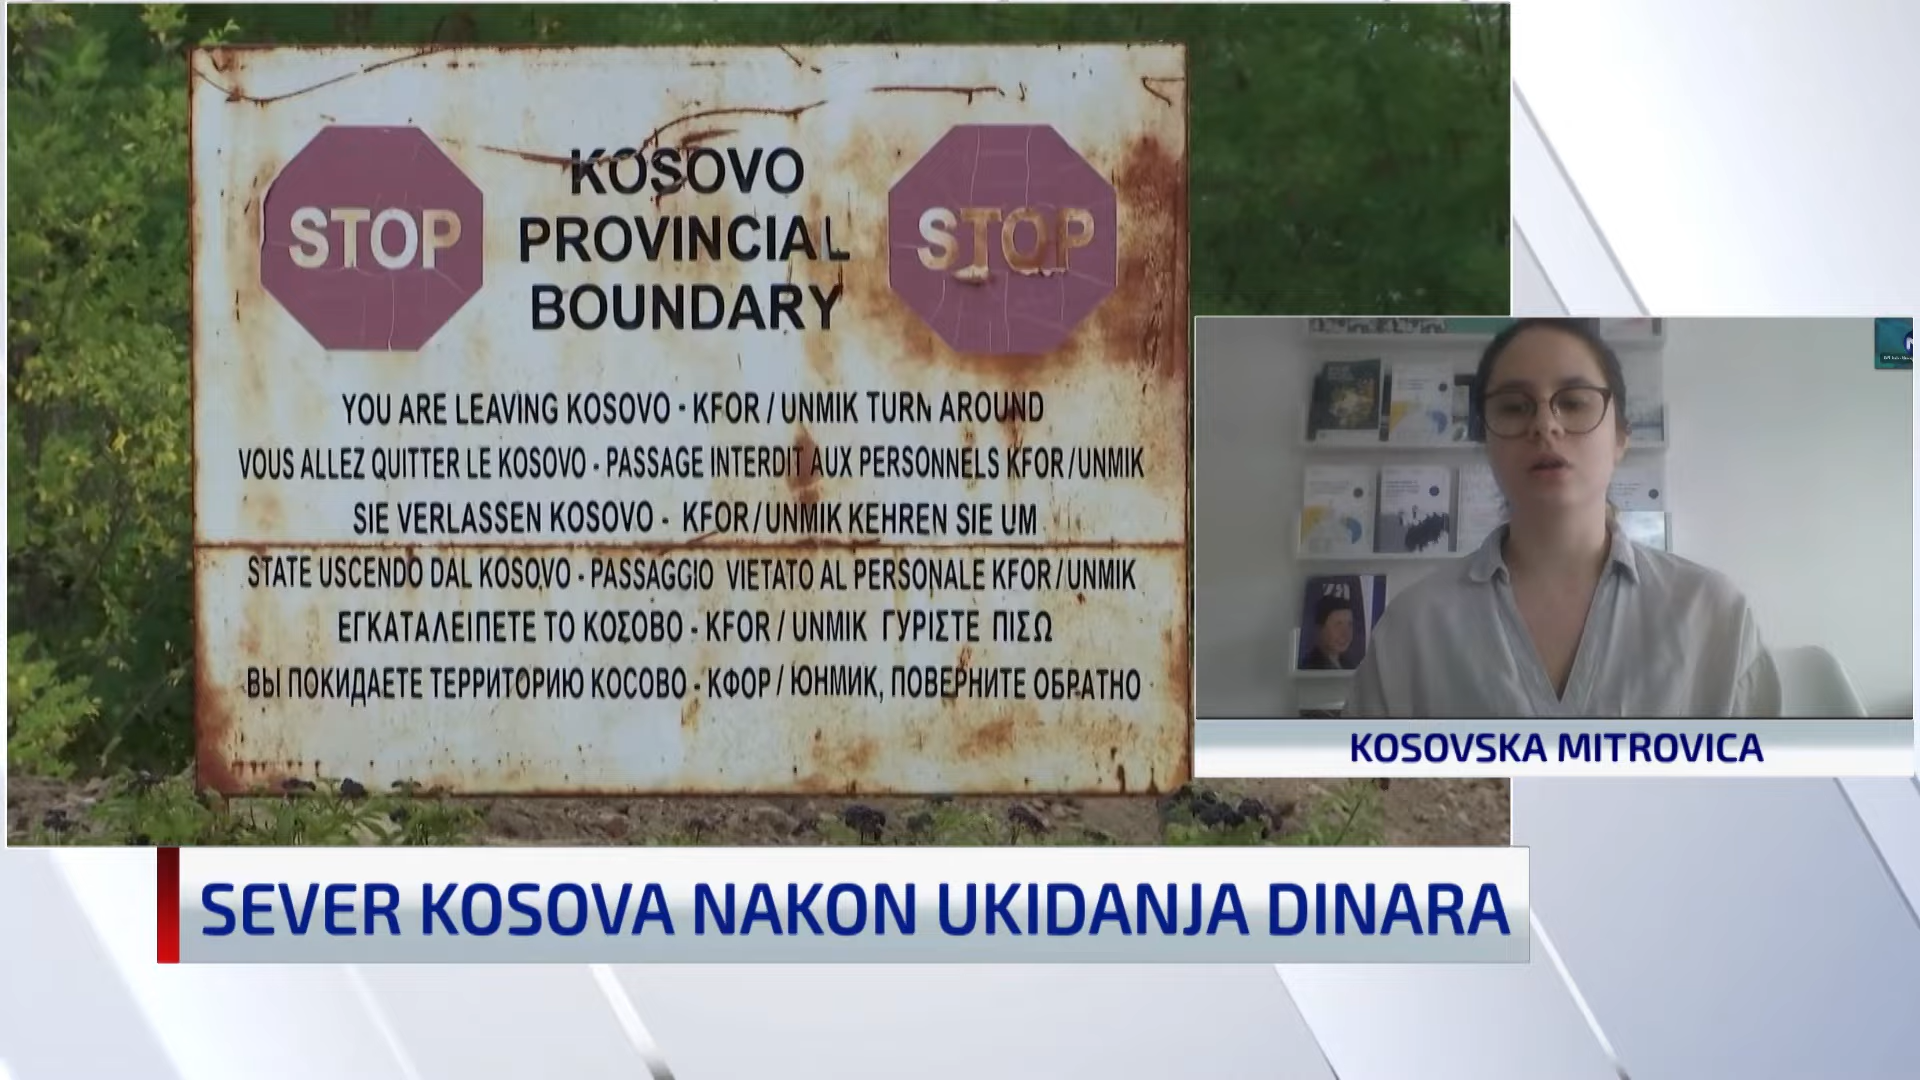 STOP
KOSOVO
PROVINCIAL
BOUNDARY
STOP
YOU ARE LEAVING KOSOVO - KFOR / UNMIK TURN AROUND
VOUS ALLEZ QUITTER LE KOSOVO - PASSAGE INTERDIT AUX PERSONNELS KFOR / UNMIK
SIE VERLASSEN KOSOVO - KFOR / UNMIK KEHREN SIE UM
STATE USCENDO DAL KOSOVO - PASSAGGIO VIETATO AL PERSONALE KFOR / UNMIK
ΕΓΚΑΤΑΛΕΙΠΕΤΕ ΤΟ ΚΟΣΟΒΟ - KFOR / UNMIK ΓΥΡΙΣΤΕ ΠΙΣΩ
ВЫ ПОКИДАЕТЕ ТЕРРИТОРИЮ КОСОВО - КФОР / ЮНМИК, ПОВЕРНИТЕ ОБРАТНО
KOSOVSKA MITROVICA
SEVER KOSOVA NAKON UKIDANJA DINARA